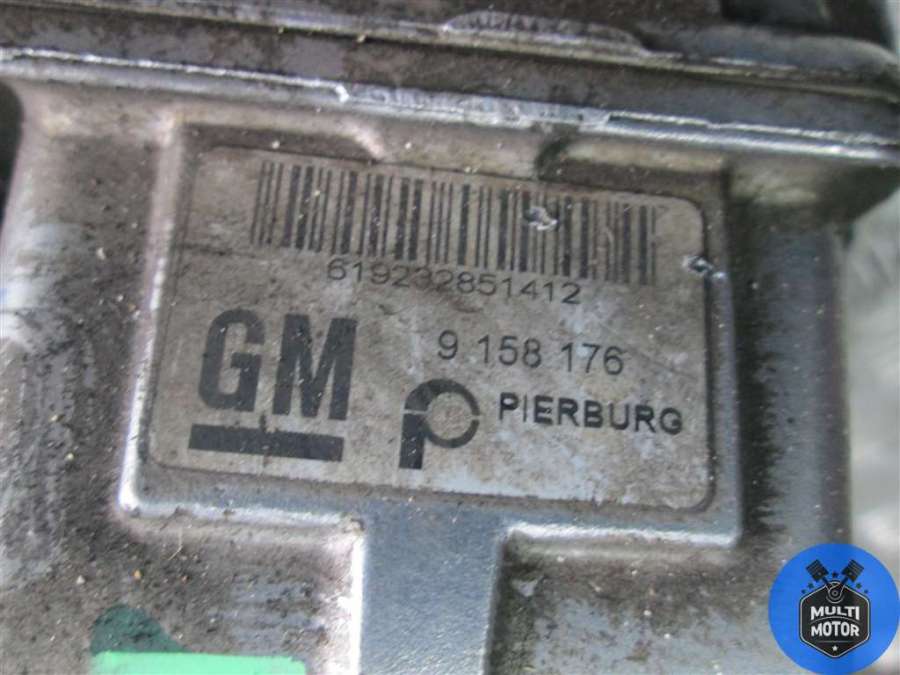 619232851412
GM
9 158 176
PIERBURG
MULTI
MOTOR